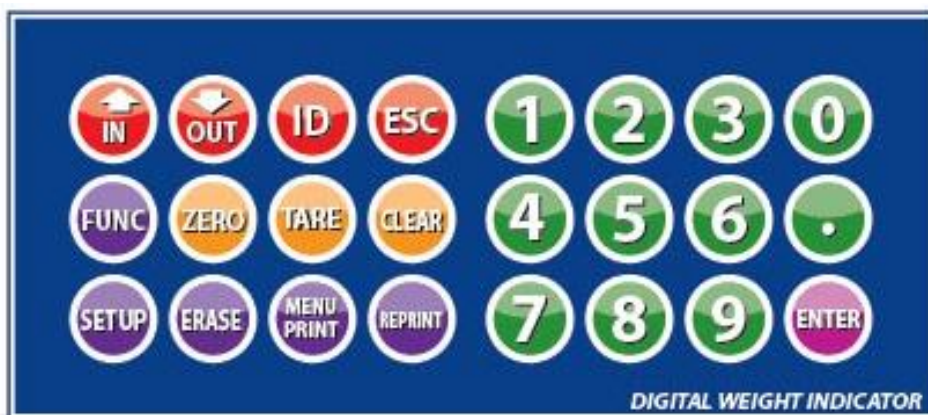 IN OUT ID ESC 1 2 3 0
FUNC ZERO TARE CLEAR 4 5 6 .
SETUP ERASE MENU PRINT REPRINT 7 8 9 ENTER
DIGITAL WEIGHT INDICATOR